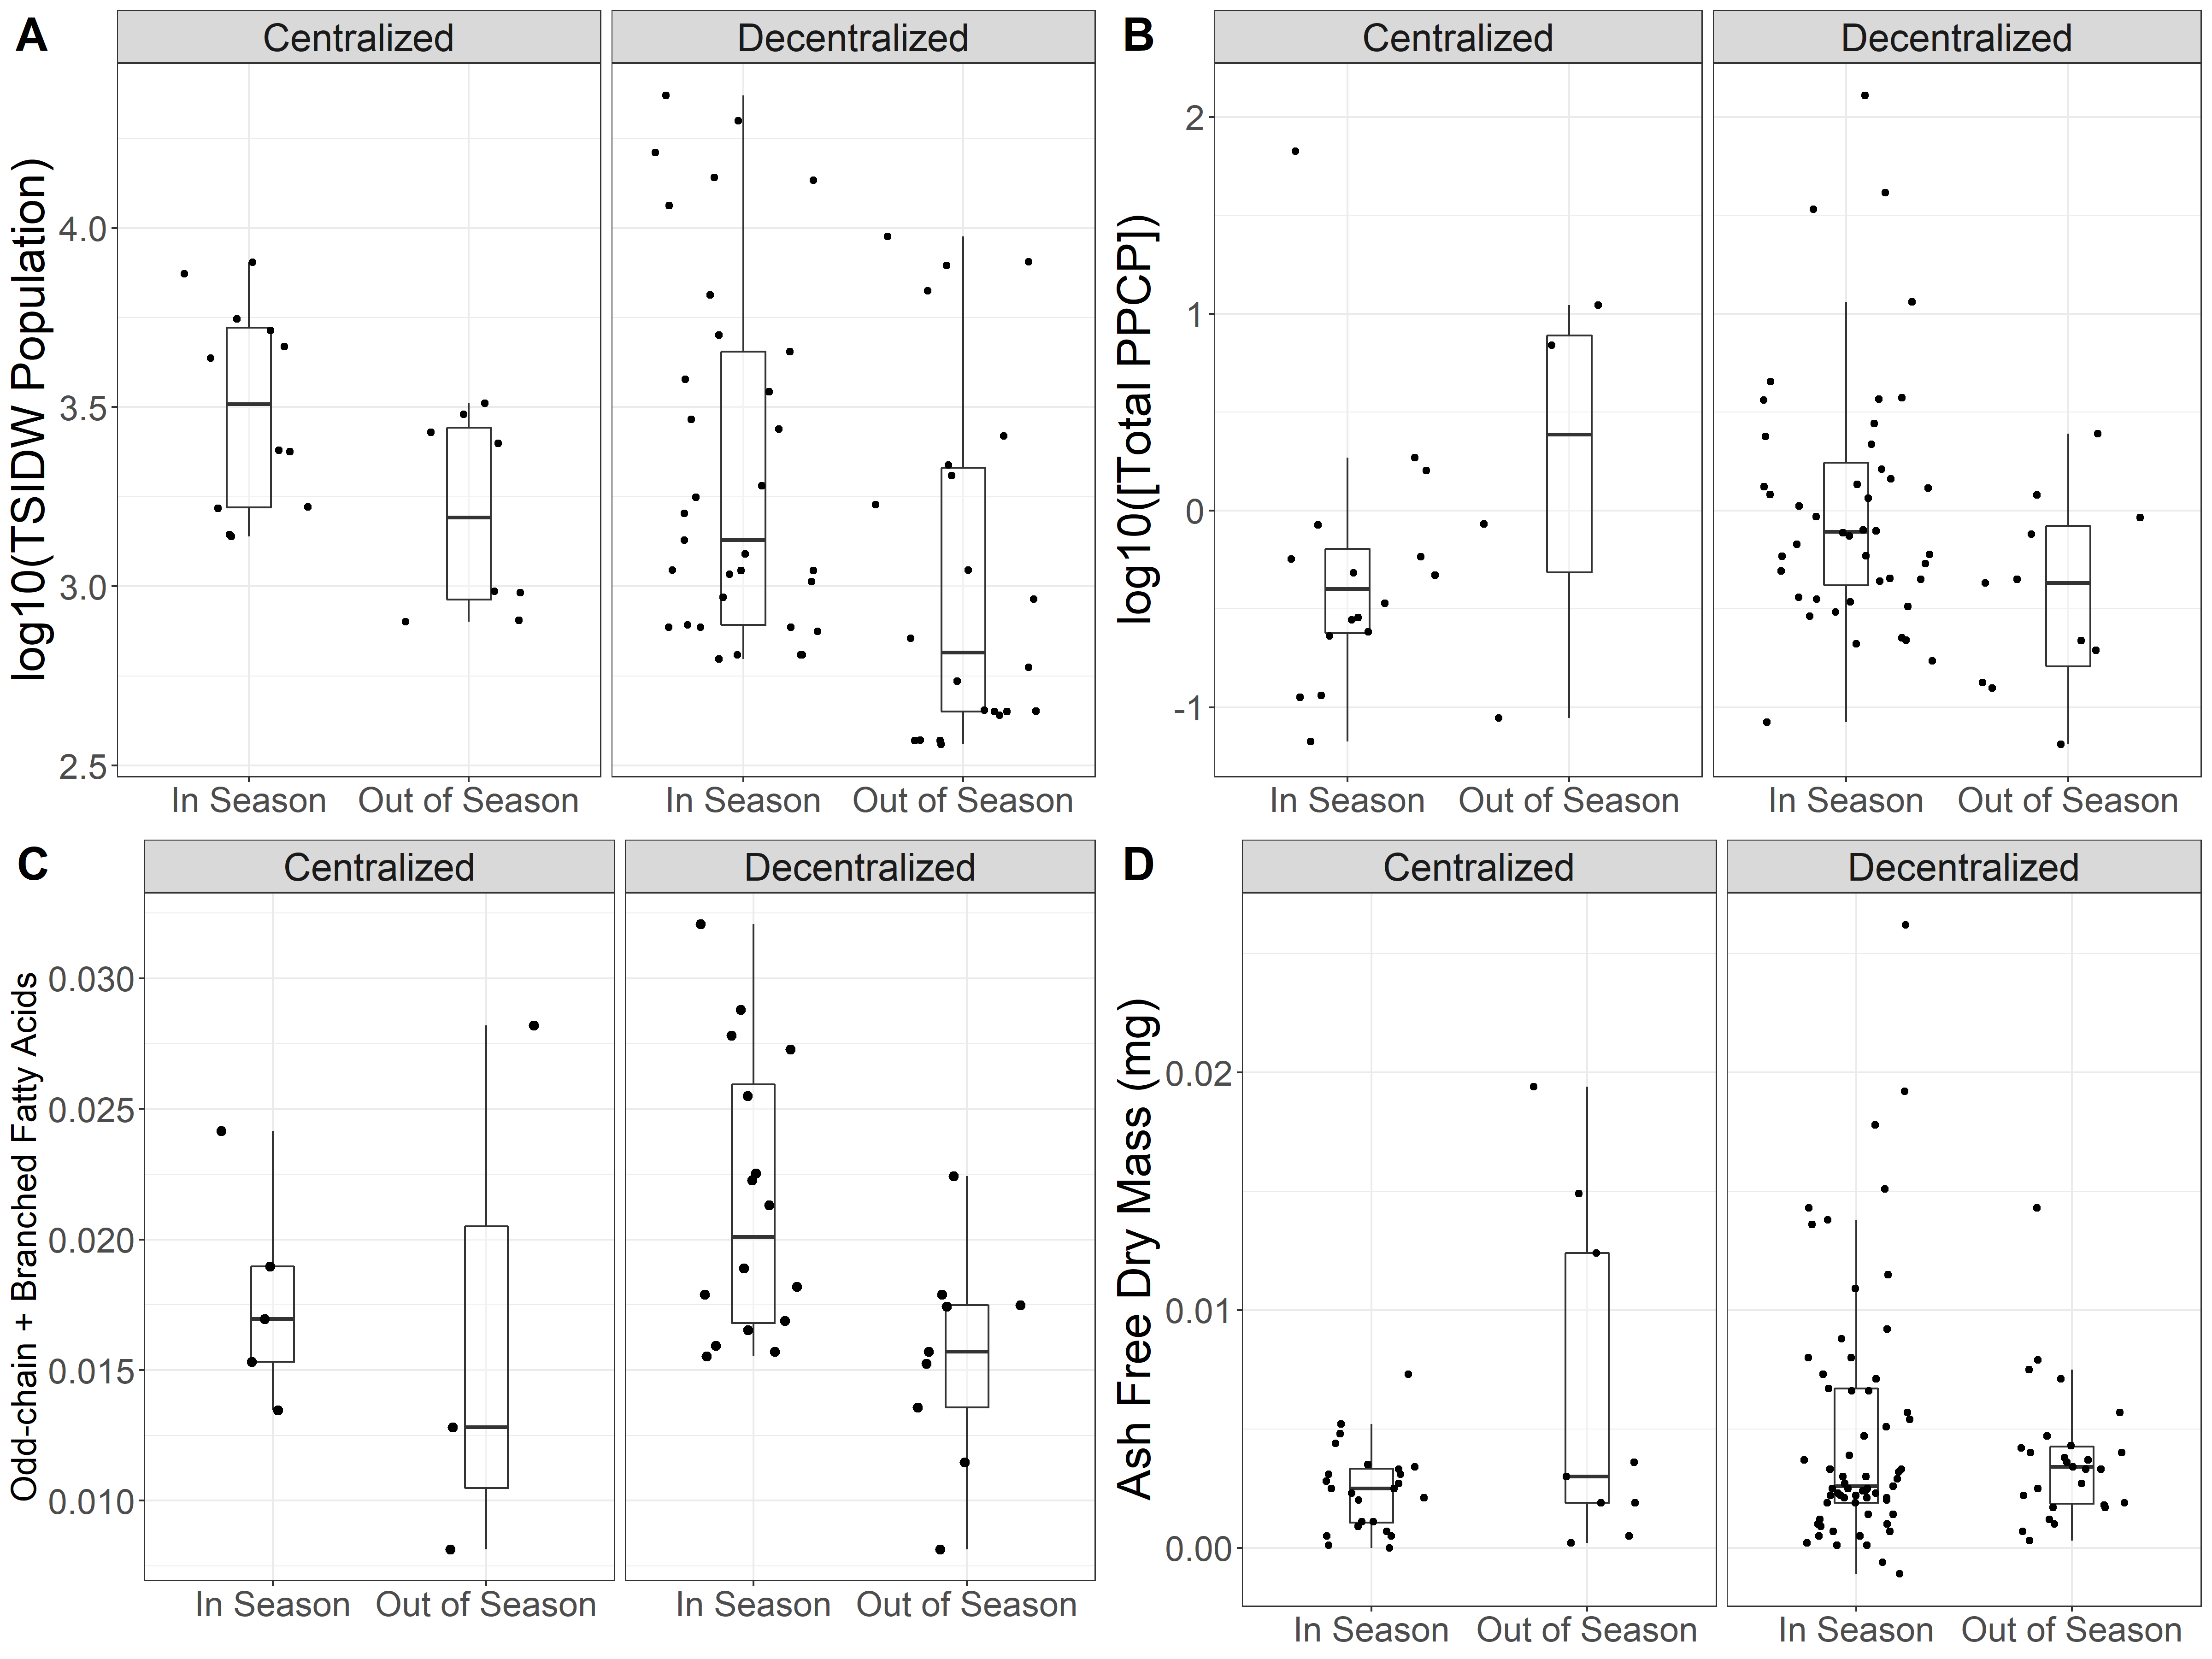 A
Centralized
Decentralized
log10(TSIDW Population)
4.0
3.5
3.0
2.5
In Season
Out of Season
In Season
Out of Season
B
Centralized
Decentralized
log10([Total PPCP])
2
1
0
-1
In Season
Out of Season
In Season
Out of Season
C
Centralized
Decentralized
Odd-chain + Branched Fatty Acids
0.030
0.025
0.020
0.015
0.010
In Season
Out of Season
In Season
Out of Season
D
Centralized
Decentralized
Ash Free Dry Mass (mg)
0.02
0.01
0.00
In Season
Out of Season
In Season
Out of Season